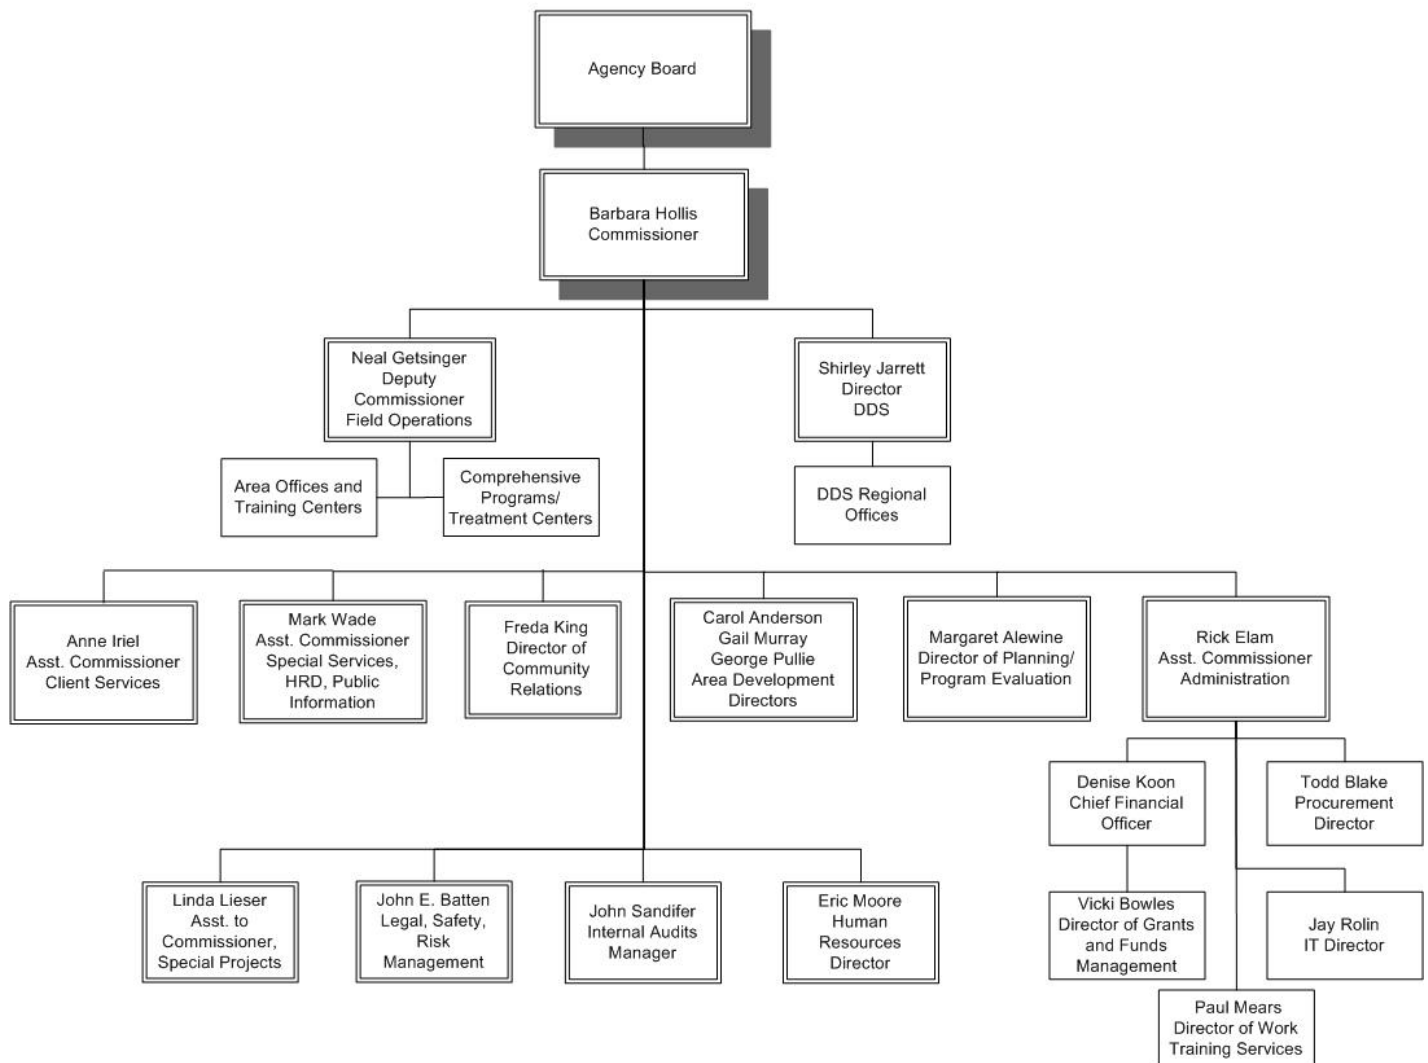 Agency Board
Barbara Hollis
Commissioner
Neal Getsinger
Deputy
Commissioner
Field Operations
Shirley Jarrett
Director
DDS
Area Offices and
Training Centers
Comprehensive
Programs/
Treatment Centers
DDS Regional
Offices
Anne Iriel
Asst. Commissioner
Client Services
Mark Wade
Asst. Commissioner
Special Services,
HRD, Public
Information
Freda King
Director of
Community
Relations
Carol Anderson
Gail Murray
George Pullie
Area Development
Directors
Margaret Alewine
Director of Planning/
Program Evaluation
Rick Elam
Asst. Commissioner
Administration
Denise Koon
Chief Financial
Officer
Todd Blake
Procurement
Director
Linda Lieser
Asst. to
Commissioner,
Special Projects
John E. Batten
Legal, Safety,
Risk
Management
John Sandifer
Internal Audits
Manager
Eric Moore
Human
Resources
Director
Vicki Bowles
Director of Grants
and Funds
Management
Jay Rolin
IT Director
Paul Mears
Director of Work
Training Services